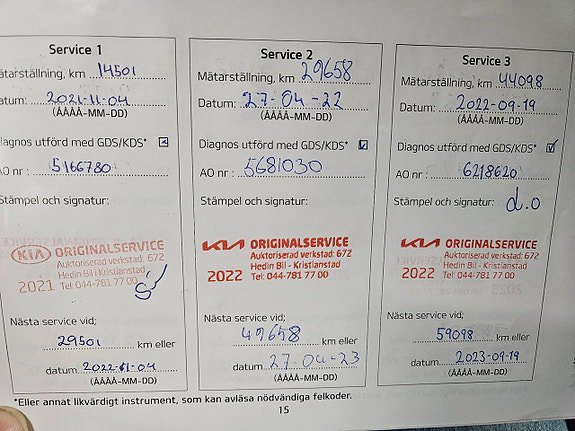 Service 1
Mätarställning, km 14501
Datum: 2021-11-04
(ÅÅÅÅ-MM-DD)
Diagnos utförd med GDS/KDS*
AO nr : 5166780
Stämpel och signatur:
KIA ORIGINALSERVICE
Auktoriserad verkstad: 672
Hedin Bil - Kristianstad
2021 Tel: 044-781 77 00
Nästa service vid;
29501 km eller
datum 2022-11-04
(ÅÅÅÅ-MM-DD)
Service 2
Mätarställning, km 29658
Datum: 27-04-22
(ÅÅÅÅ-MM-DD)
Diagnos utförd med GDS/KDS*
AO nr : 5681030
Stämpel och signatur:
KIA ORIGINALSERVICE
Auktoriserad verkstad: 672
Hedin Bil - Kristianstad
2022 Tel: 044-781 77 00
Nästa service vid;
49658 km eller
datum 27-04-23
(ÅÅÅÅ-MM-DD)
Service 3
Mätarställning, km 44098
Datum: 2022-09-19
(ÅÅÅÅ-MM-DD)
Diagnos utförd med GDS/KDS*
AO nr : 6218620
Stämpel och signatur: d.o
KIA ORIGINALSERVICE
Auktoriserad verkstad: 672
Hedin Bil - Kristianstad
2022 Tel: 044-781 77 00
Nästa service vid;
59098 km eller
datum 2023-09-19
(ÅÅÅÅ-MM-DD)
*Eller annat likvärdigt instrument, som kan avläsa nödvändiga felkoder.
15